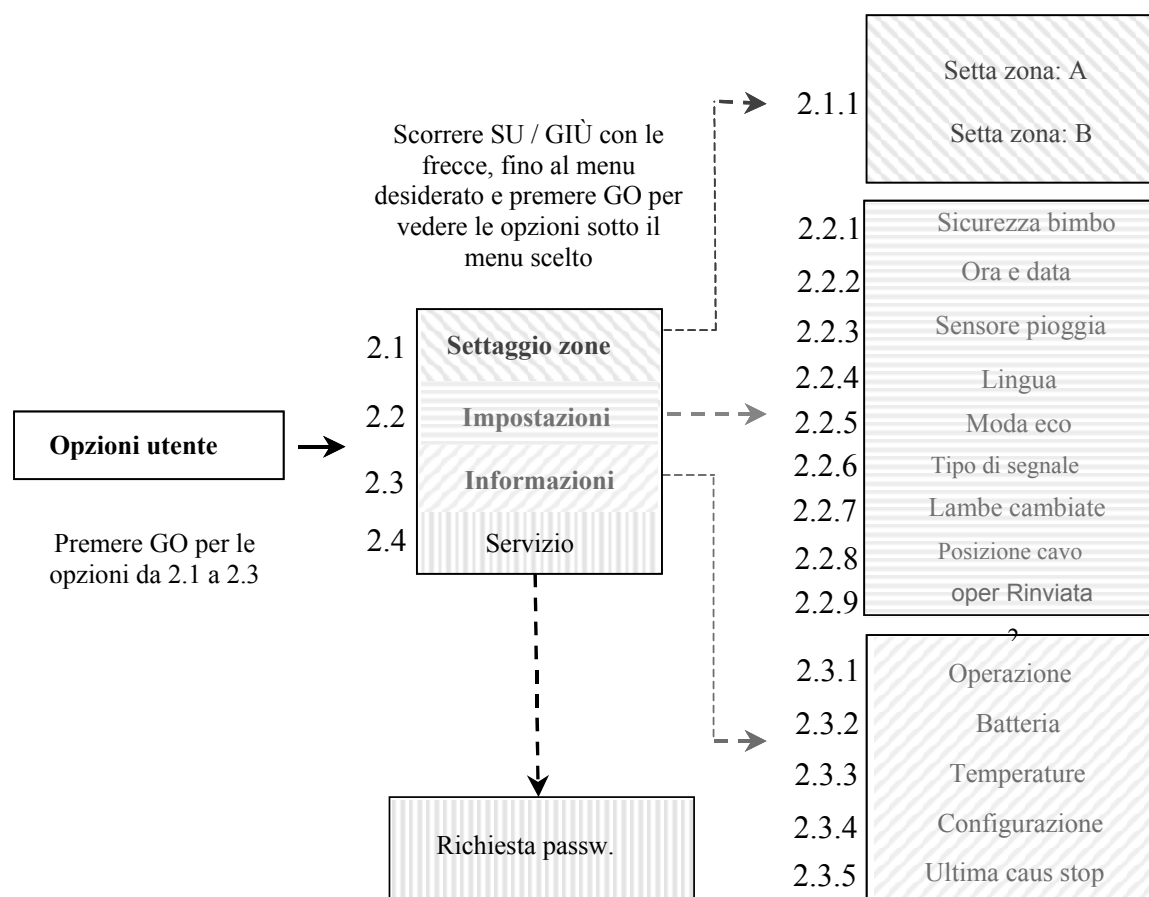 Setta zona: A
2.1.1
Setta zona: B
Scorrere SU / GIÙ con le
frecce, fino al menu
desiderato e premere GO per
vedere le opzioni sotto il
menu scelto
2.2.1 Sicurezza bimbo
2.2.2 Ora e data
2.2.3 Sensore pioggia
2.2.4 Lingua
2.2.5 Moda eco
2.2.6 Tipo di segnale
2.2.7 Lambe cambiate
2.2.8 Posizione cavo
2.2.9 oper Rinviata
2.1 Settaggio zone
2.2 Impostazioni
2.3 Informazioni
2.4 Servizio
Opzioni utente
Premere GO per le
opzioni da 2.1 a 2.3
2.3.1 Operazione
2.3.2 Batteria
2.3.3 Temperature
2.3.4 Configurazione
2.3.5 Ultima caus stop
Richiesta passw.